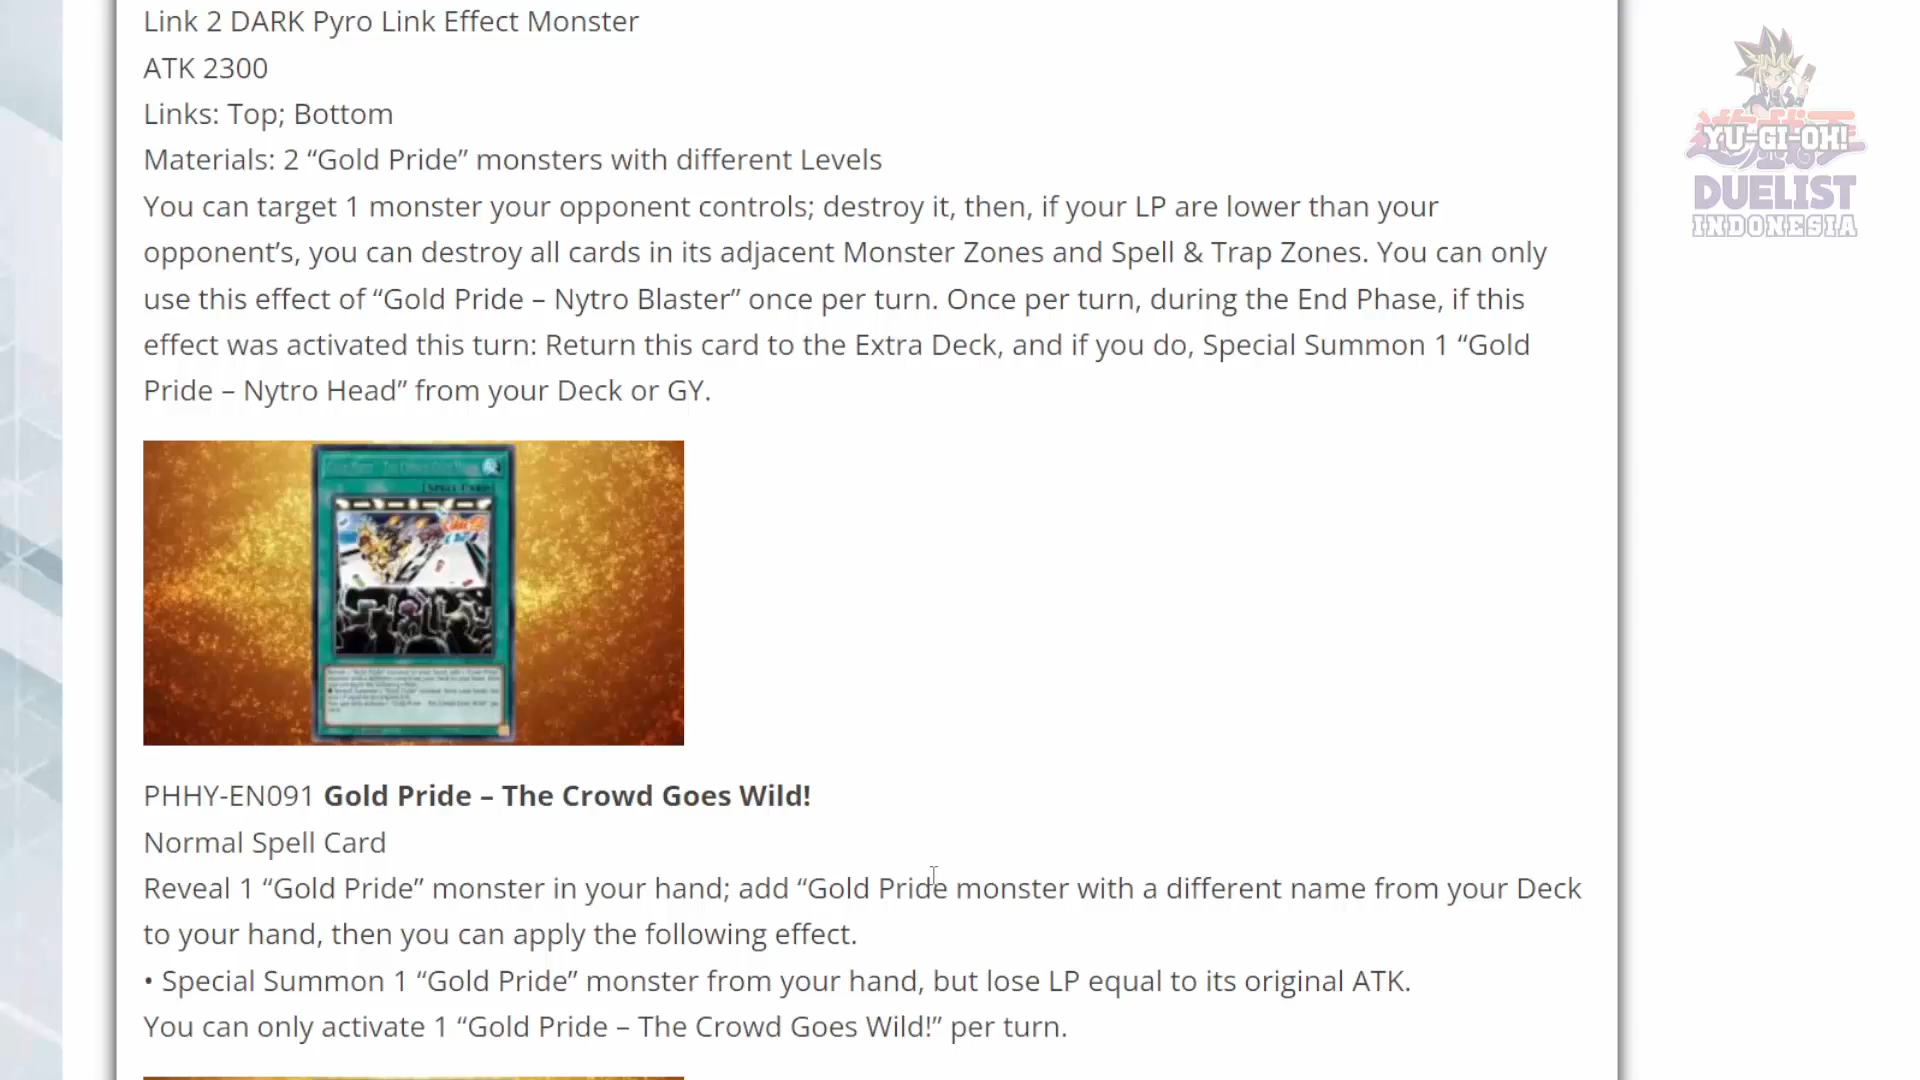 Link 2 DARK Pyro Link Effect Monster
ATK 2300
Links: Top; Bottom
Materials: 2 “Gold Pride” monsters with different Levels
You can target 1 monster your opponent controls; destroy it, then, if your LP are lower than your
opponent’s, you can destroy all cards in its adjacent Monster Zones and Spell & Trap Zones. You can only
use this effect of “Gold Pride – Nytro Blaster” once per turn. Once per turn, during the End Phase, if this
effect was activated this turn: Return this card to the Extra Deck, and if you do, Special Summon 1 “Gold
Pride – Nytro Head” from your Deck or GY.
[SPELL CARD]
PHHY-EN091 Gold Pride – The Crowd Goes Wild!
Normal Spell Card
Reveal 1 “Gold Pride” monster in your hand; add “Gold Pride monster with a different name from your Deck
to your hand, then you can apply the following effect.
• Special Summon 1 “Gold Pride” monster from your hand, but lose LP equal to its original ATK.
You can only activate 1 “Gold Pride – The Crowd Goes Wild!” per turn.
YU-GI-OH!
DUELIST
INDONESIA